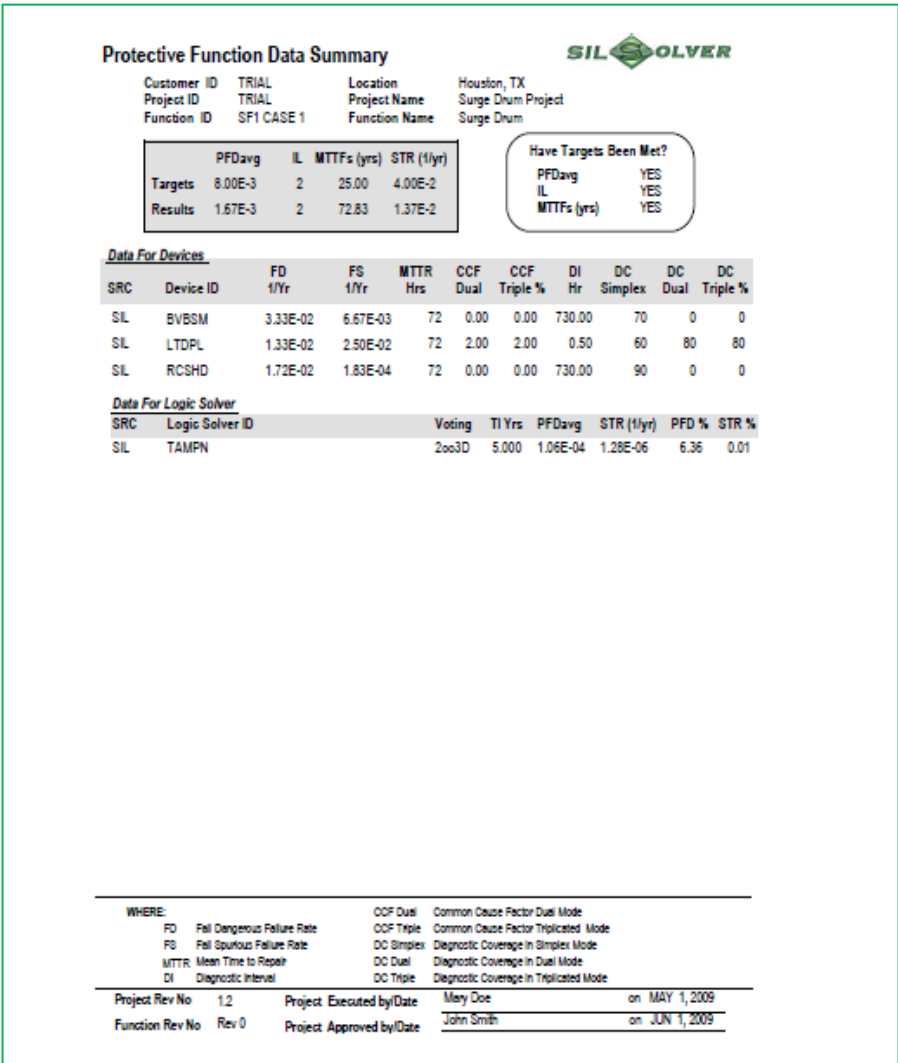 Protective Function Data Summary
SIL SOLVER
Customer ID TRIAL Location Houston, TX
Project ID TRIAL Project Name Surge Drum Project
Function ID SF1 CASE 1 Function Name Surge Drum
PFDavg IL MTTFs (yrs) STR (1/yr)
Targets 8.00E-3 2 25.00 4.00E-2
Results 1.67E-3 2 72.83 1.37E-2
Have Targets Been Met?
PFDavg YES
IL YES
MTTFs (yrs) YES
Data For Devices
FD FS MTTR CCF CCF DI DC DC DC
SRC Device ID 1/Yr 1/Yr Hrs Dual Triple % Hr Simplex Dual Triple %
SIL BVBSM 3.33E-02 6.67E-03 72 0.00 0.00 730.00 70 0 0
SIL LTDPL 1.33E-02 2.50E-02 72 2.00 2.00 0.50 60 80 80
SIL RCSHD 1.72E-02 1.83E-04 72 0.00 0.00 730.00 90 0 0
Data For Logic Solver
SRC Logic Solver ID Voting TI Yrs PFDavg STR (1/yr) PFD % STR %
SIL TAMPN 2oo3D 5.000 1.06E-04 1.28E-06 6.36 0.01
WHERE: CCF Dual Common Cause Factor Dual Mode
FD Fail Dangerous Failure Rate CCF Triple Common Cause Factor Triplicated Mode
FS Fail Spurious Failure Rate DC Simplex Diagnostic Coverage In Simplex Mode
MTTR Mean Time to Repair DC Dual Diagnostic Coverage In Dual Mode
DI Diagnostic Interval DC Triple Diagnostic Coverage In Triplicated Mode
Project Rev No 1.2 Project Executed by/Date Mary Doe on MAY 1, 2009
Function Rev No Rev 0 Project Approved by/Date John Smith on JUN 1, 2009